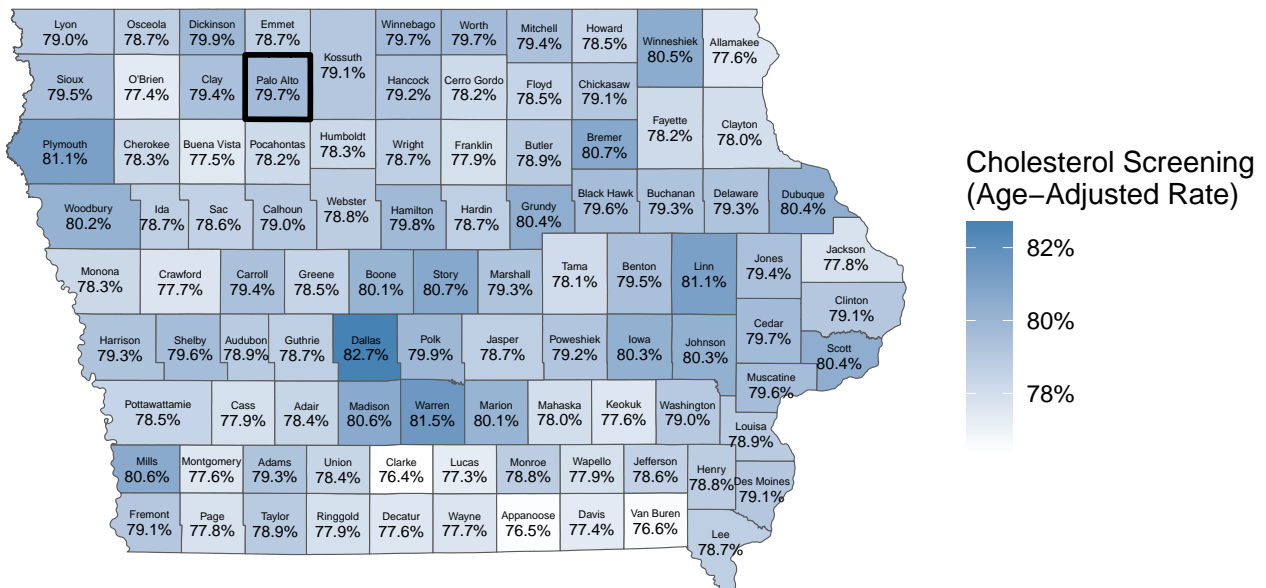 Lyon
79.0%
Osceola
78.7%
Dickinson
79.9%
Emmet
78.7%
Kossuth
79.1%
Winnebago
79.7%
Worth
79.7%
Mitchell
79.4%
Howard
78.5%
Winneshiek
80.5%
Allamakee
77.6%
Sioux
79.5%
O'Brien
77.4%
Clay
79.4%
Palo Alto
79.7%
Hancock
79.2%
Cerro Gordo
78.2%
Floyd
78.5%
Chickasaw
79.1%
Fayette
78.2%
Clayton
78.0%
Plymouth
81.1%
Cherokee
78.3%
Buena Vista
77.5%
Pocahontas
78.2%
Humboldt
78.3%
Wright
78.7%
Franklin
77.9%
Butler
78.9%
Bremer
80.7%
Woodbury
80.2%
Ida
78.7%
Sac
78.6%
Calhoun
79.0%
Webster
78.8%
Hamilton
79.8%
Hardin
78.7%
Grundy
80.4%
Black Hawk
79.6%
Buchanan
79.3%
Delaware
79.3%
Dubuque
80.4%
Monona
78.3%
Crawford
77.7%
Carroll
79.4%
Greene
78.5%
Boone
80.1%
Story
80.7%
Marshall
79.3%
Tama
78.1%
Benton
79.5%
Linn
81.1%
Jones
79.4%
Jackson
77.8%
Clinton
79.1%
Harrison
79.3%
Shelby
79.6%
Audubon
78.9%
Guthrie
78.7%
Dallas
82.7%
Polk
79.9%
Jasper
78.7%
Poweshiek
79.2%
Iowa
80.3%
Johnson
80.3%
Cedar
79.7%
Scott
80.4%
Muscatine
79.6%
Pottawattamie
78.5%
Cass
77.9%
Adair
78.4%
Madison
80.6%
Warren
81.5%
Marion
80.1%
Mahaska
78.0%
Keokuk
77.6%
Washington
79.0%
Louisa
78.9%
Mills
80.6%
Montgomery
77.6%
Adams
79.3%
Union
78.4%
Clarke
76.4%
Lucas
77.3%
Monroe
78.8%
Wapello
77.9%
Jefferson
78.6%
Henry
78.8%
Des Moines
79.1%
Fremont
79.1%
Page
77.8%
Taylor
78.9%
Ringgold
77.9%
Decatur
77.6%
Wayne
77.7%
Appanoose
76.5%
Davis
77.4%
Van Buren
76.6%
Lee
78.7%
Cholesterol Screening
(Age−Adjusted Rate)
82%
80%
78%